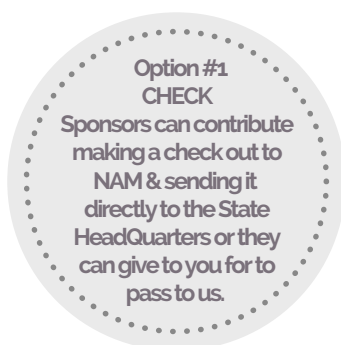 Option #1
CHECK
Sponsors can contribute
making a check out to
NAM & sending it
directly to the State
HeadQuarters or they
can give to you for to
pass to us.